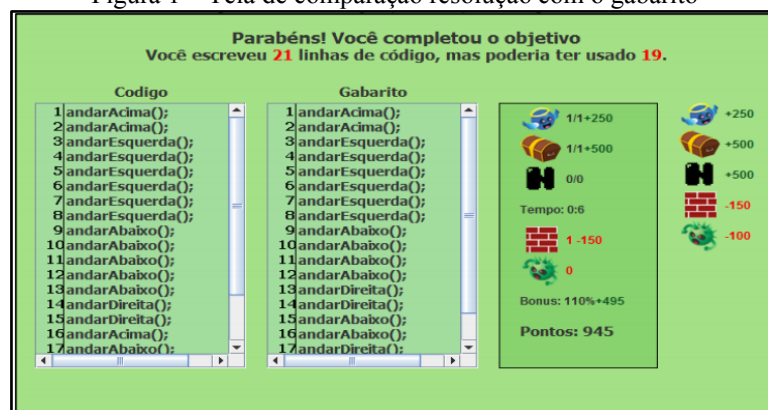 Figura 1 – Tela de comparação resolução com o gabarito
Parabéns! Você completou o objetivo
Você escreveu 21 linhas de código, mas poderia ter usado 19.
Codigo
1 andarAcima();
2 andarAcima();
3 andarEsquerda();
4 andarEsquerda();
5 andarEsquerda();
6 andarEsquerda();
7 andarEsquerda();
8 andarEsquerda();
9 andarAbaixo();
10 andarAbaixo();
11 andarAbaixo();
12 andarAbaixo();
13 andarAbaixo();
14 andarDireita();
15 andarDireita();
16 andarAcima();
17 andarAbaixo();
Gabarito
1 andarAcima();
2 andarAcima();
3 andarEsquerda();
4 andarEsquerda();
5 andarEsquerda();
6 andarEsquerda();
7 andarEsquerda();
8 andarEsquerda();
9 andarAbaixo();
10 andarAbaixo();
11 andarAbaixo();
12 andarAbaixo();
13 andarDireita();
14 andarDireita();
15 andarAbaixo();
16 andarAbaixo();
17 andarDireita();
1/1+250
1/1+500
0/0
Tempo: 0:6
1 -150
0
Bonus: 110%+495
Pontos: 945
+250
+500
+500
-150
-100